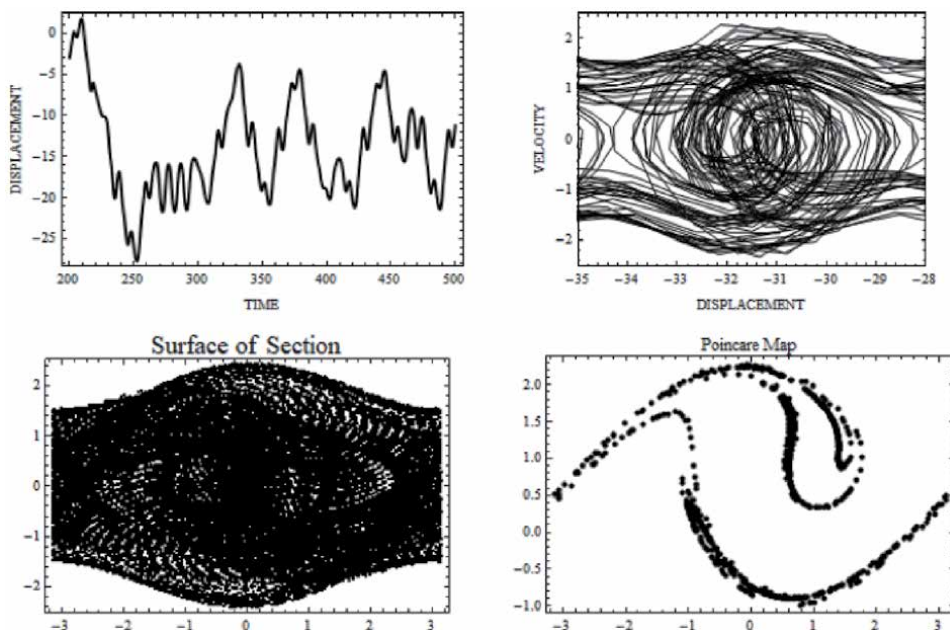 0
−5
−10
−15
−20
−25
DISPLACEMENT
200 250 300 350 400 450 500
TIME
2
1
0
−1
−2
VELOCITY
−35 −34 −33 −32 −31 −30 −29 −28
DISPLACEMENT
Surface of Section
2
1
0
−1
−2
−3 −2 −1 0 1 2 3
Poincare Map
2.0
1.5
1.0
0.5
0.0
−0.5
−1.0
−3 −2 −1 0 1 2 3